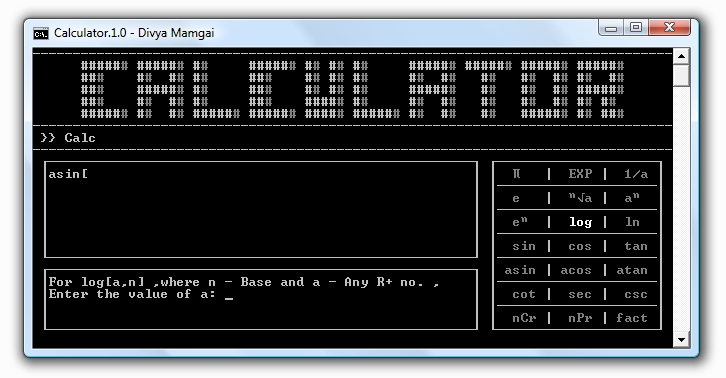 Calculator.1.0 - Divya Mamgai
CALCULATOR
>> Calc
asin[
For log[a,n] ,where n - Base and a - Any R+ no. ,
Enter the value of a: _
π | EXP | 1/a
e | ⁿ√a | aⁿ
eⁿ | log | ln
sin | cos | tan
asin | acos | atan
cot | sec | csc
nCr | nPr | fact